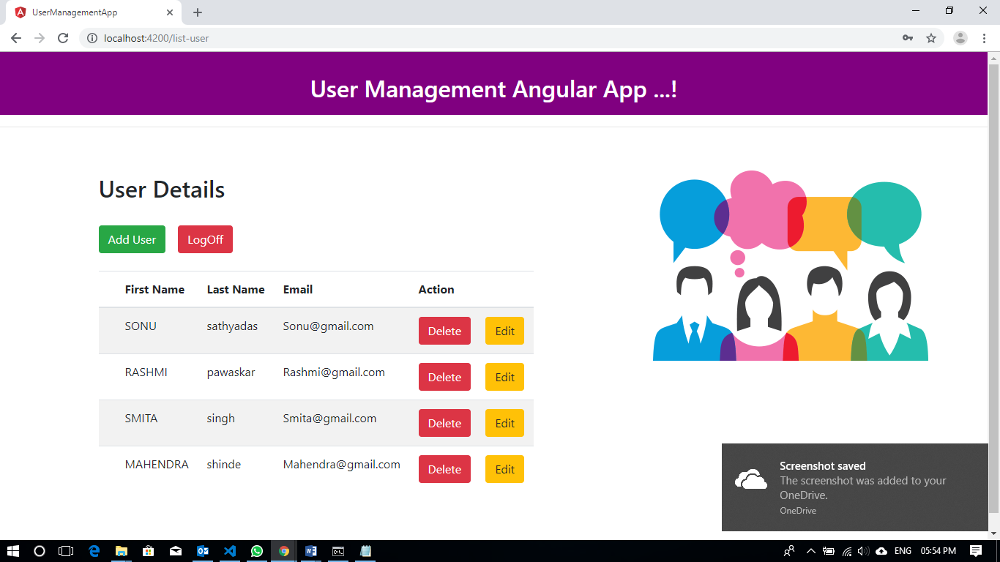 UserManagementApp
localhost:4200/list-user
User Management Angular App ...!
User Details
Add User LogOff
First Name Last Name Email Action
SONU sathyadas Sonu@gmail.com Delete Edit
RASHMI pawaskar Rashmi@gmail.com Delete Edit
SMITA singh Smita@gmail.com Delete Edit
MAHENDRA shinde Mahendra@gmail.com Delete Edit
Screenshot saved
The screenshot was added to your
OneDrive.
OneDrive
ENG 05:54 PM